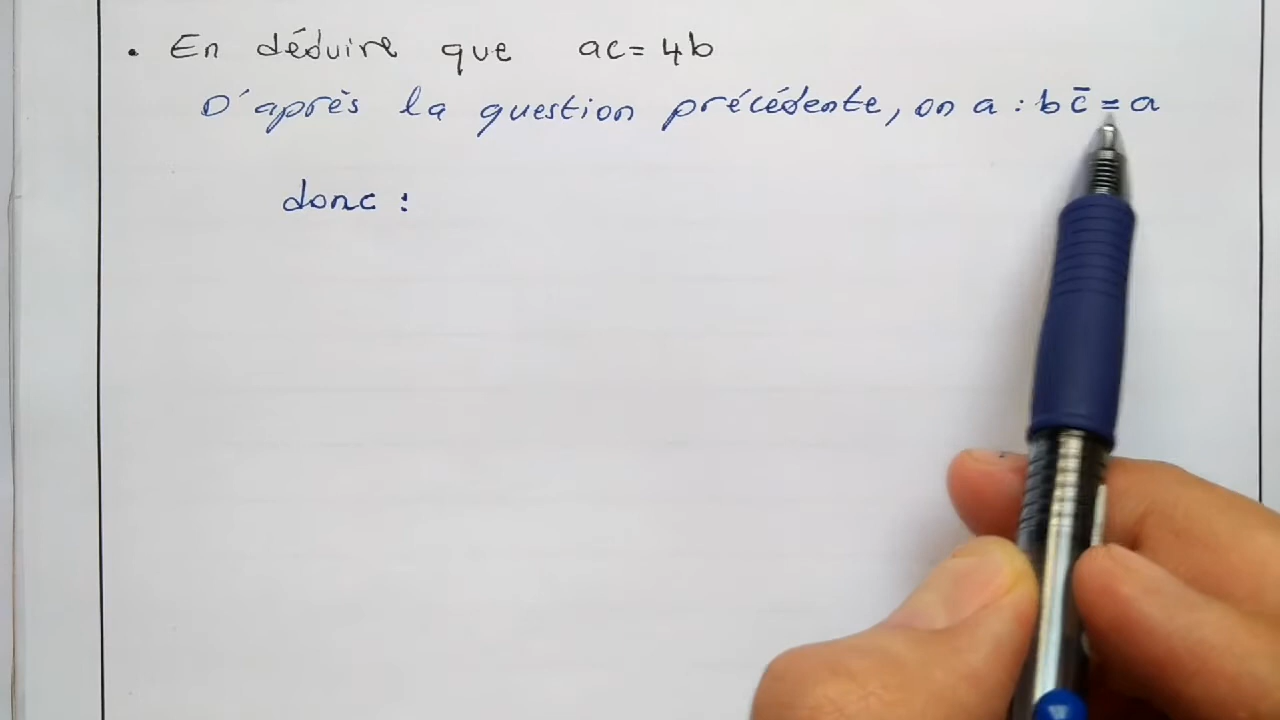 • En déduire que ac = 4b
D'après la question précédente, on a : b c̄ = a
donc :